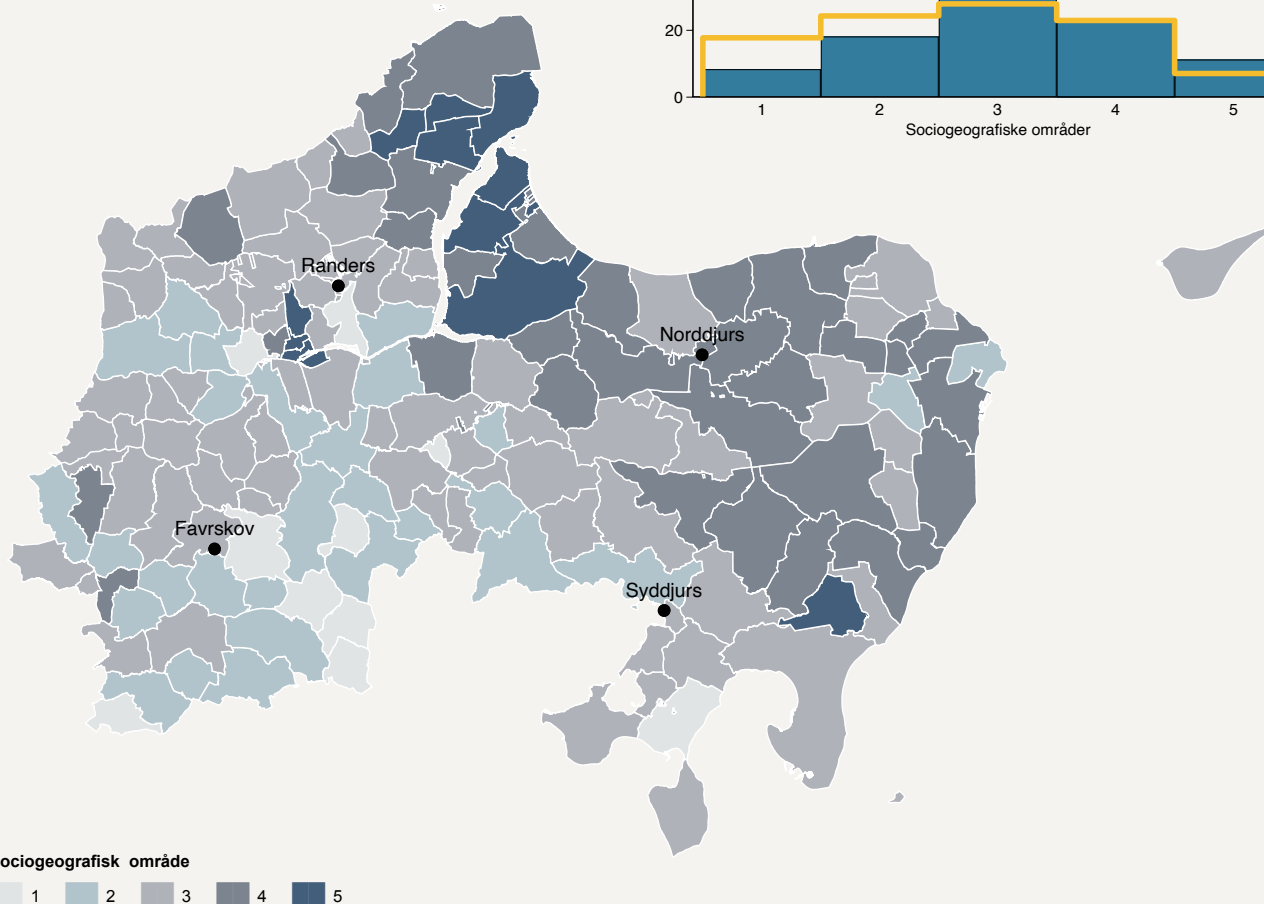 20
0
1 2 3 4 5
Sociogeografiske områder
Randers
Norddjurs
Favrskov
Syddjurs
ociogeografisk område
1 2 3 4 5